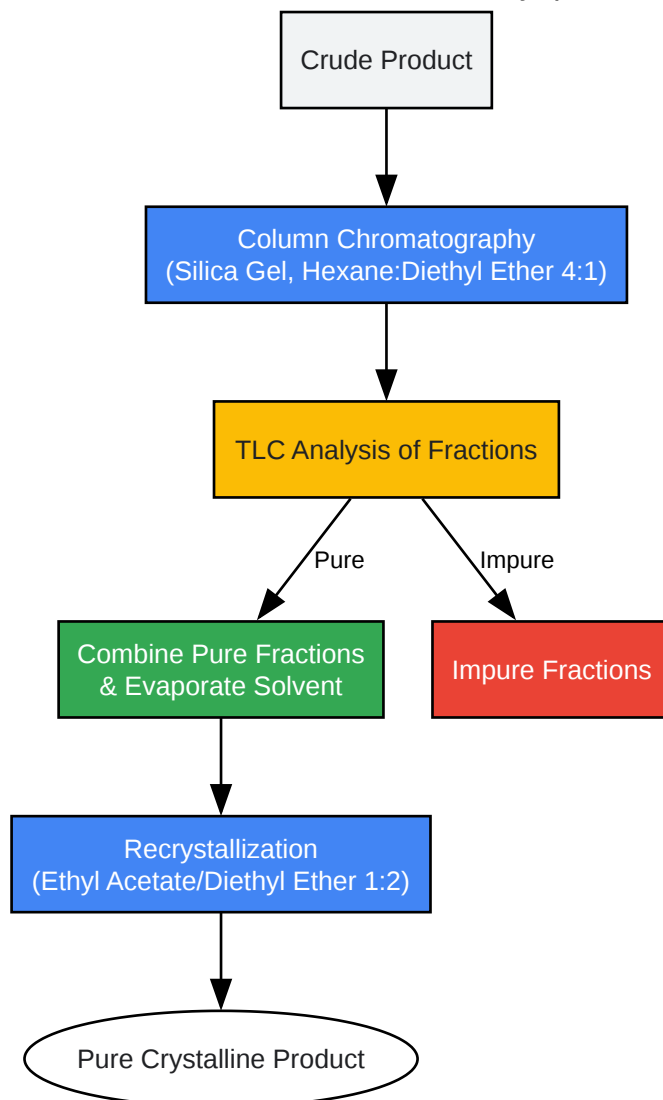 Crude Product
Column Chromatography
(Silica Gel, Hexane:Diethyl Ether 4:1)
TLC Analysis of Fractions
Pure
Impure
Combine Pure Fractions
& Evaporate Solvent
Impure Fractions
Recrystallization
(Ethyl Acetate/Diethyl Ether 1:2)
Pure Crystalline Product